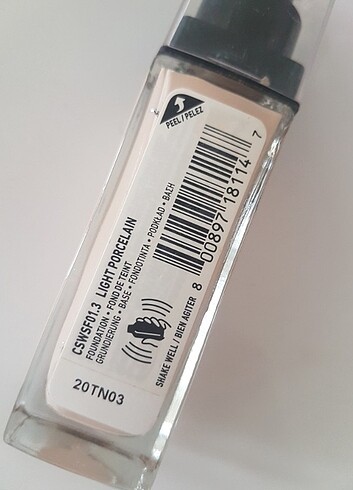 PEEL / PELEZ
CSWSF01.3 LIGHT PORCELAIN
FOUNDATION • FOND DE TEINT
GRUNDIERUNG • BASE • FONDOTINTA • PODKŁAD • BAIH
SHAKE WELL / BIEN AGITER
8 00897 18114 7
20TN03